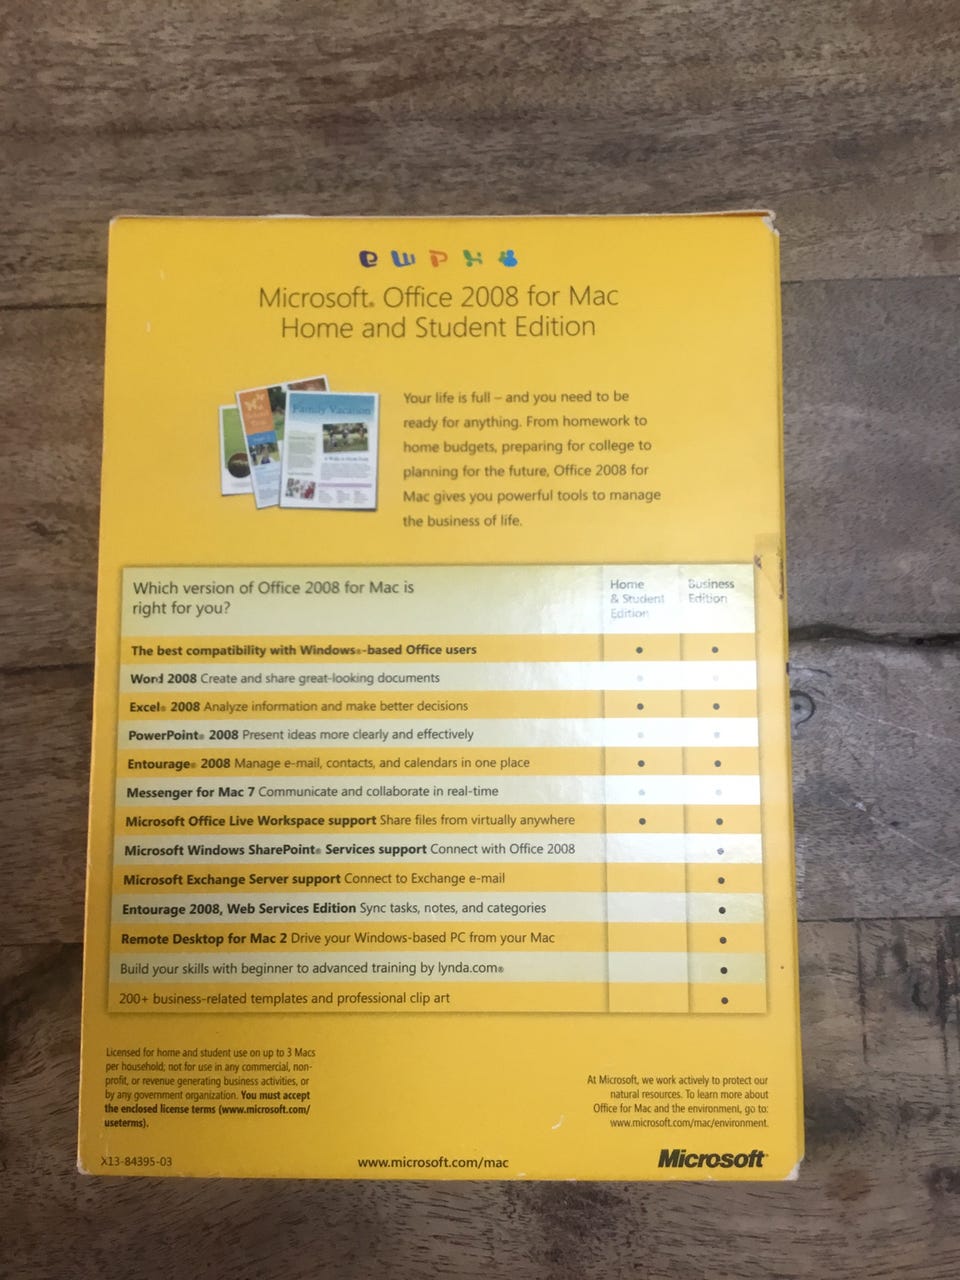 Microsoft® Office 2008 for Mac
Home and Student Edition
Family Vacation
Your life is full – and you need to be
ready for anything. From homework to
home budgets, preparing for college to
planning for the future, Office 2008 for
Mac gives you powerful tools to manage
the business of life.
Which version of Office 2008 for Mac is
right for you?
Home
& Student
Edition
Business
Edition
The best compatibility with Windows®-based Office users • •
Word 2008 Create and share great-looking documents • •
Excel® 2008 Analyze information and make better decisions • •
PowerPoint® 2008 Present ideas more clearly and effectively • •
Entourage® 2008 Manage e-mail, contacts, and calendars in one place • •
Messenger for Mac 7 Communicate and collaborate in real-time • •
Microsoft Office Live Workspace support Share files from virtually anywhere • •
Microsoft Windows SharePoint® Services support Connect with Office 2008 •
Microsoft Exchange Server support Connect to Exchange e-mail •
Entourage 2008, Web Services Edition Sync tasks, notes, and categories •
Remote Desktop for Mac 2 Drive your Windows-based PC from your Mac •
Build your skills with beginner to advanced training by lynda.com® •
200+ business-related templates and professional clip art •
Licensed for home and student use on up to 3 Macs
per household; not for use in any commercial, non-
profit, or revenue generating business activities, or
by any government organization. You must accept
the enclosed license terms (www.microsoft.com/
useterms).
At Microsoft, we work actively to protect our
natural resources. To learn more about
Office for Mac and the environment, go to:
www.microsoft.com/mac/environment.
X13-84395-03
www.microsoft.com/mac
Microsoft®